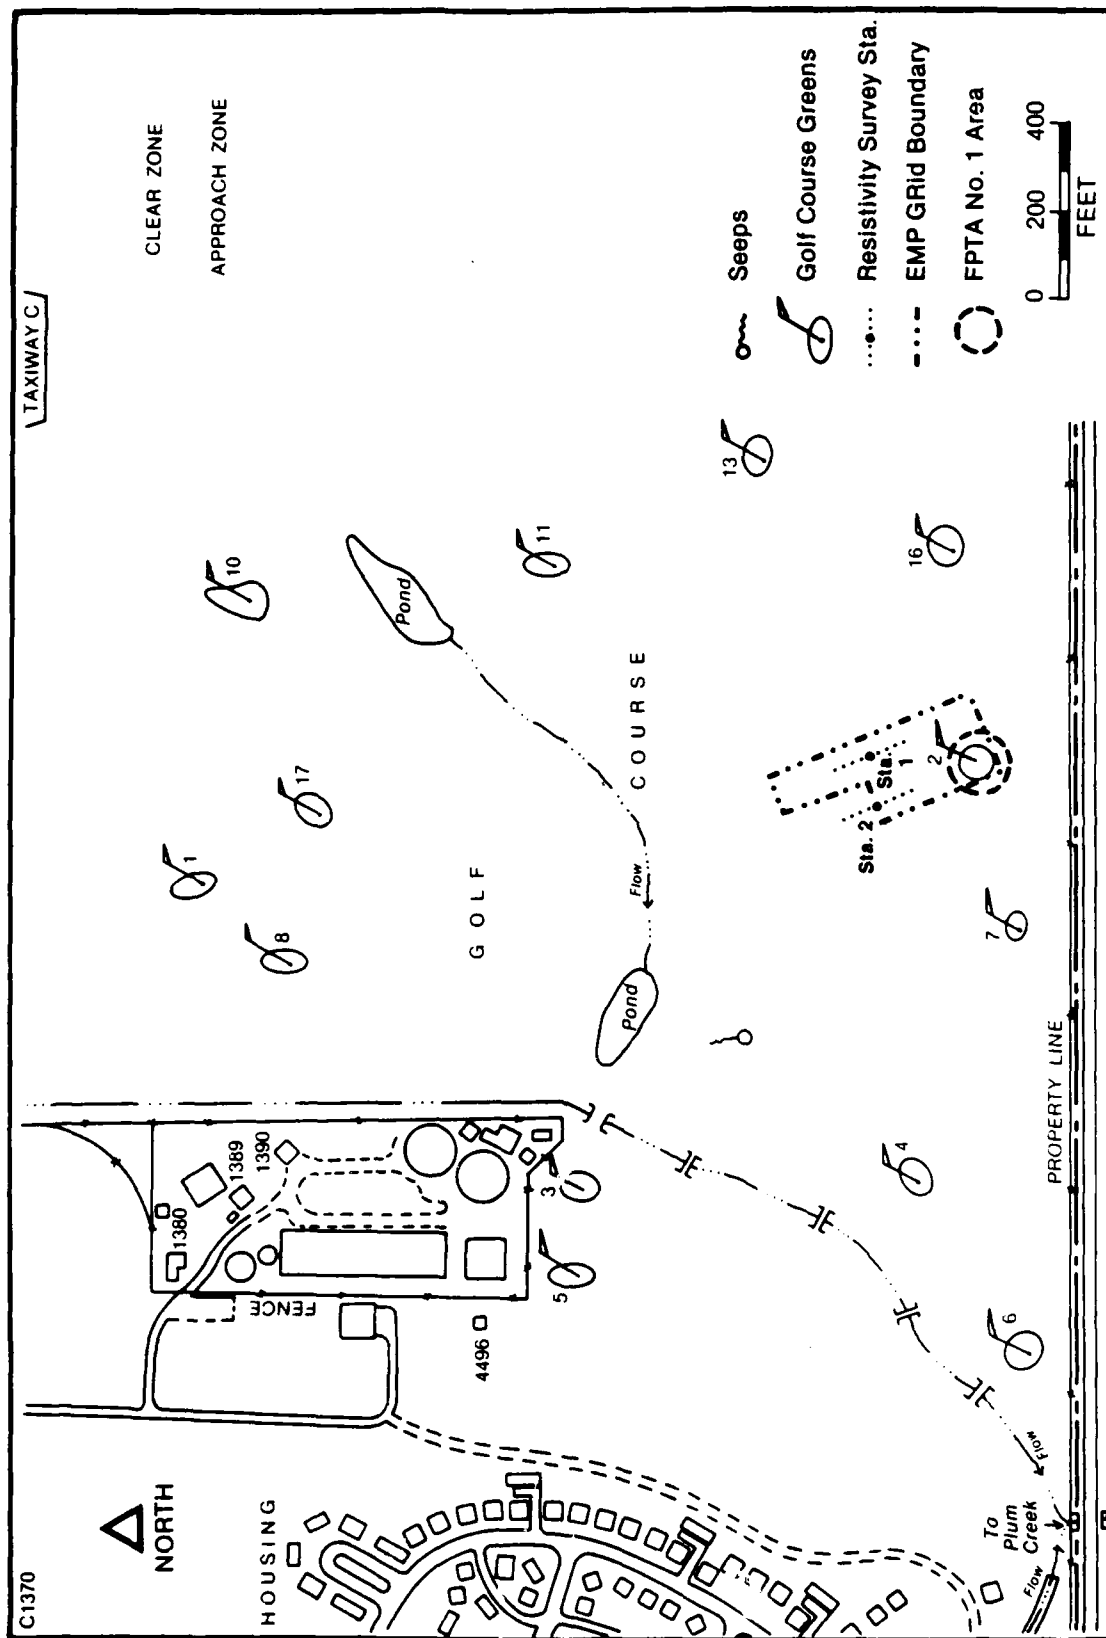 C1370
NORTH
HOUSING
TAXIWAY C
CLEAR ZONE
APPROACH ZONE
1380
1389
1390
FENCE
4496
1
8
17
10
Pond
11
GOLF
COURSE
3
5
Pond
Flow
13
16
Sta. 2
Sta. 1
2
7
4
6
PROPERTY LINE
Flow
To
Plum
Creek
Flow
Seeps
Golf Course Greens
Resistivity Survey Sta.
EMP GRid Boundary
FPTA No. 1 Area
0 200 400
FEET